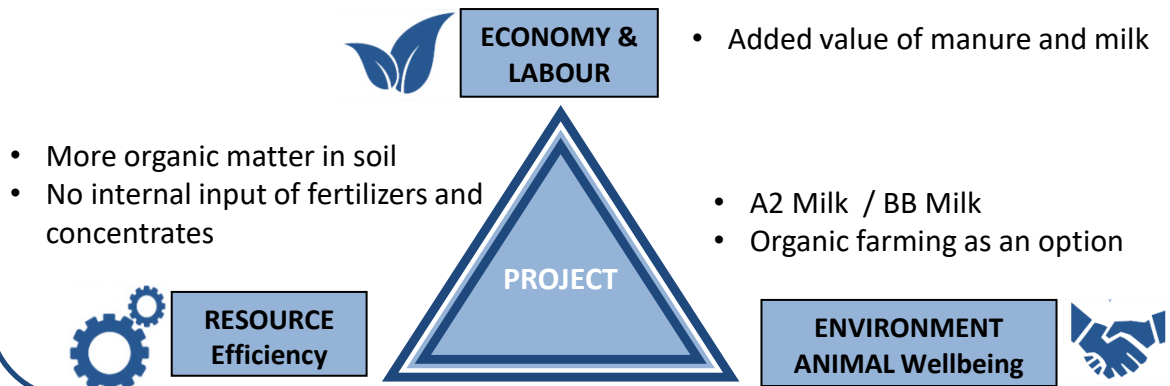 ECONOMY &
LABOUR
• Added value of manure and milk
• More organic matter in soil
• No internal input of fertilizers and
concentrates
• A2 Milk / BB Milk
• Organic farming as an option
PROJECT
RESOURCE
Efficiency
ENVIRONMENT
ANIMAL Wellbeing